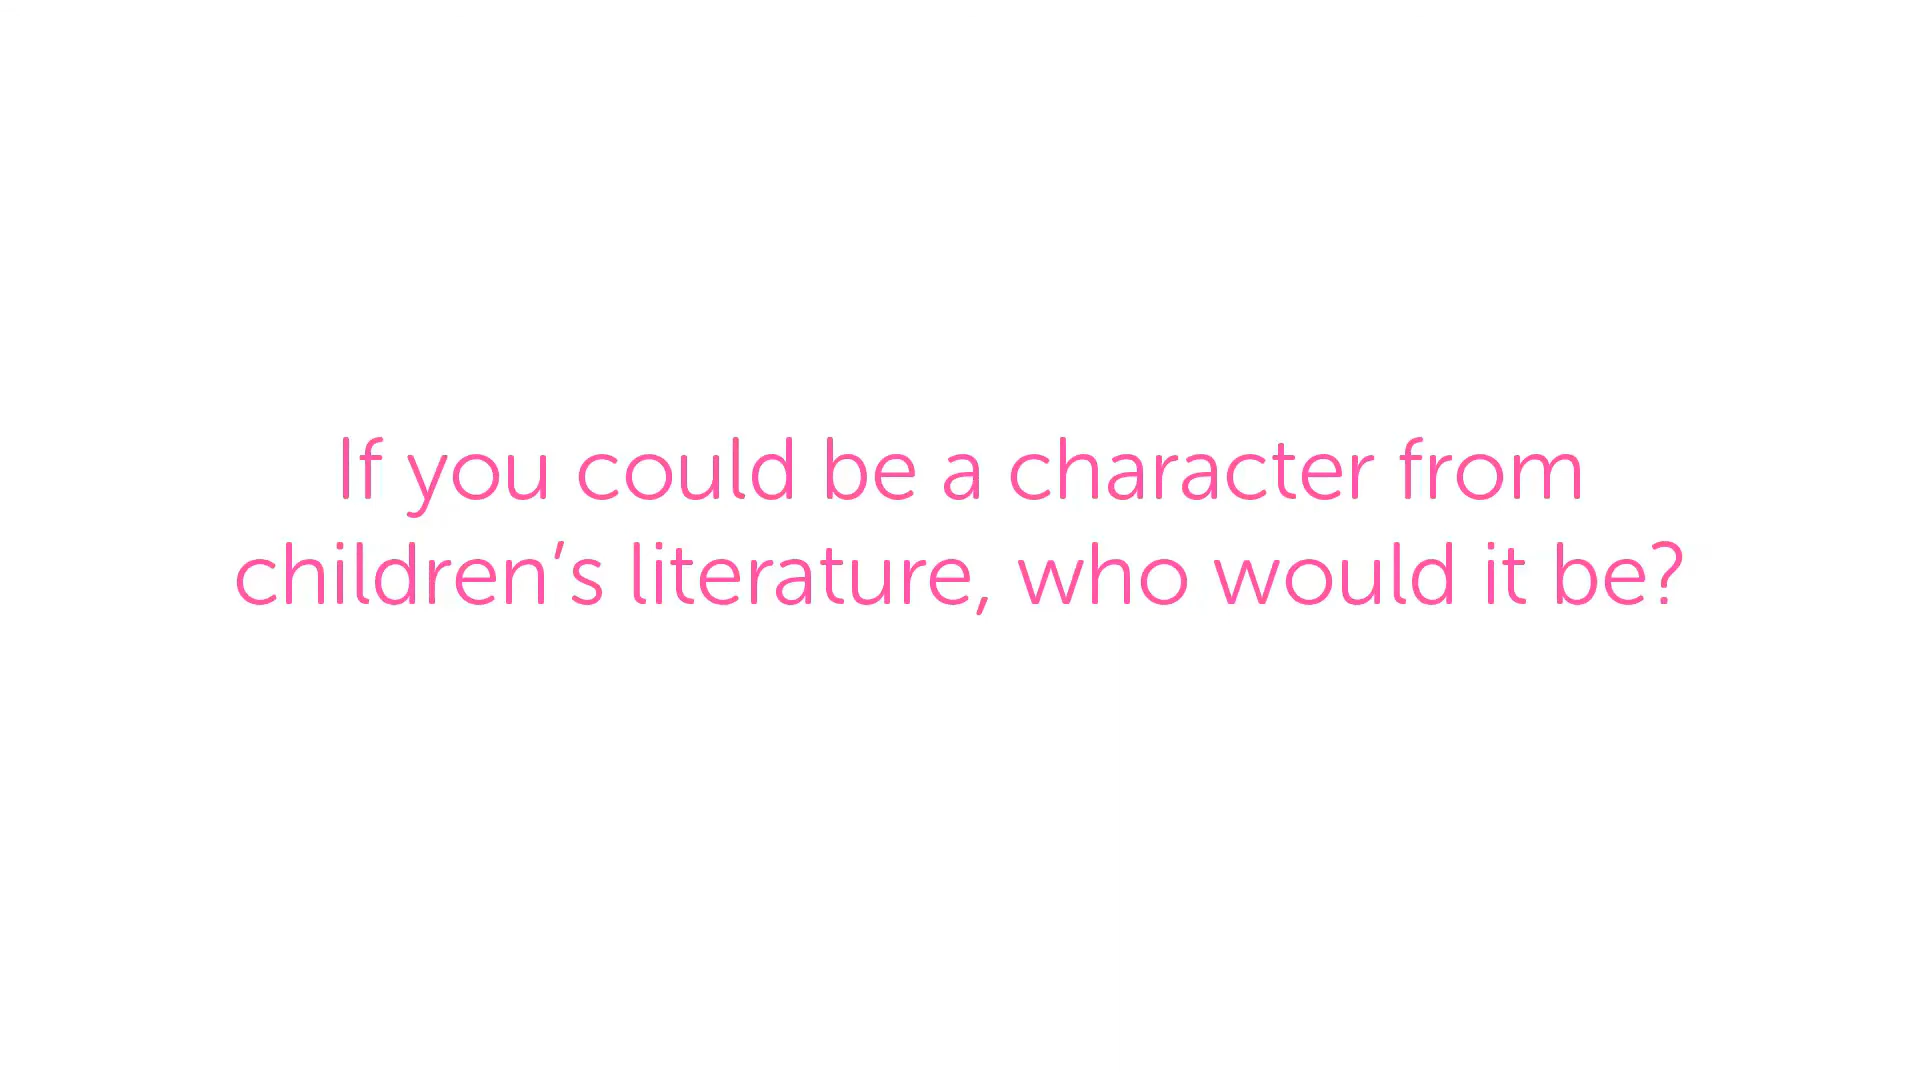 If you could be a character from
children’s literature, who would it be?